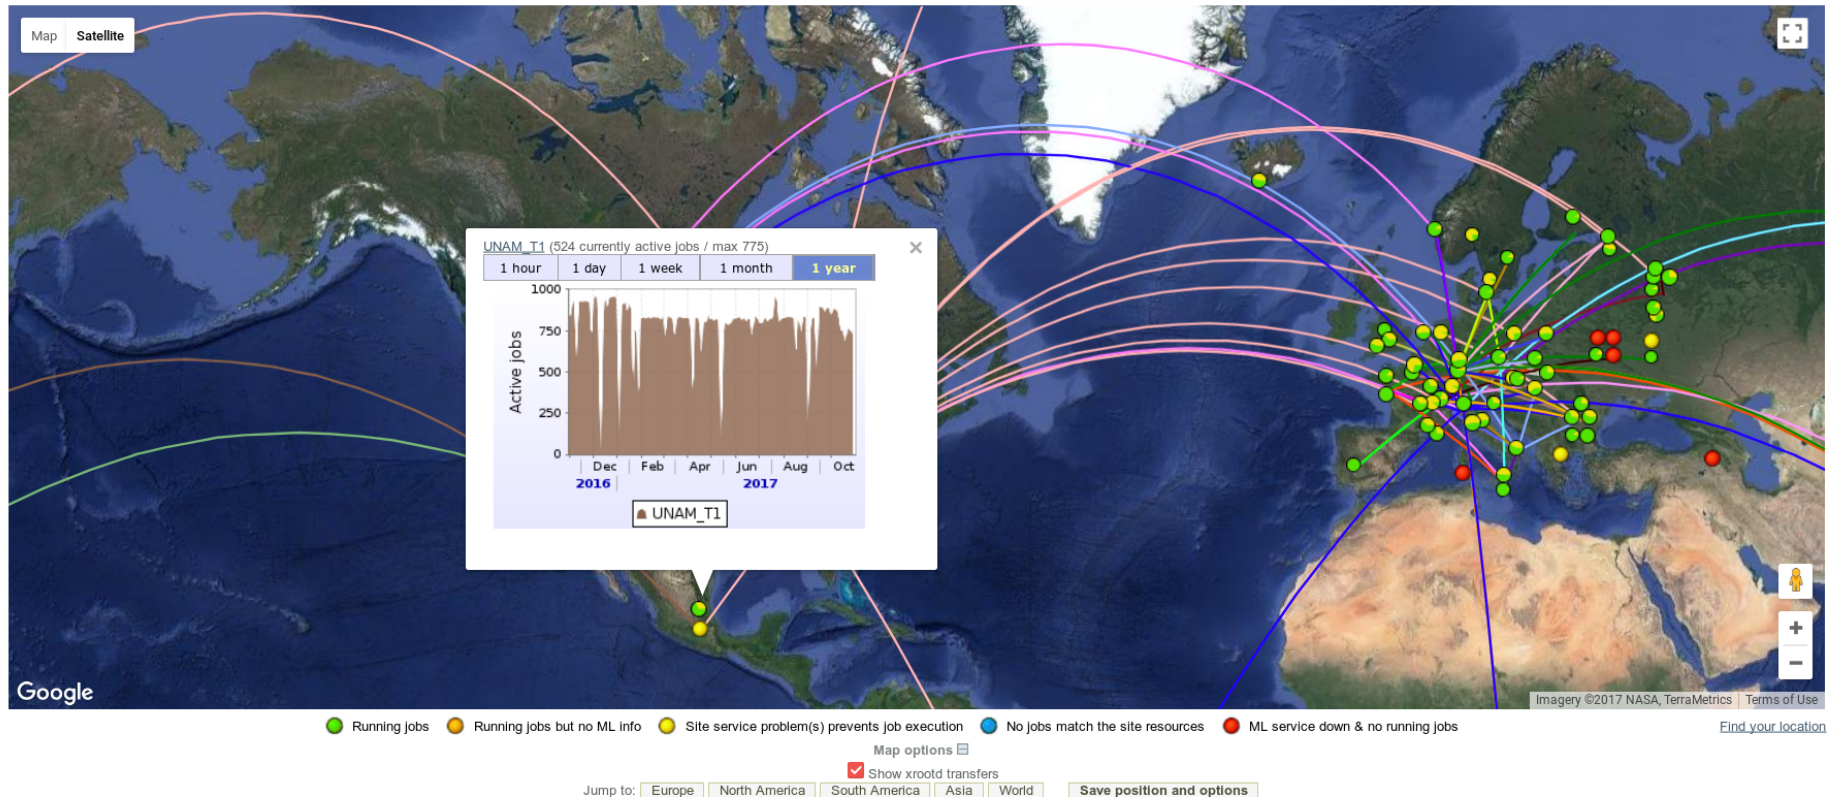 Map Satellite
UNAM_T1 (524 currently active jobs / max 775)
1 hour 1 day 1 week 1 month 1 year
1000
750
500
250
0
Active jobs
Dec Feb Apr Jun Aug Oct
2016 2017
UNAM_T1
Google
Imagery ©2017 NASA, TerraMetrics Terms of Use
Running jobs Running jobs but no ML info Site service problem(s) prevents job execution No jobs match the site resources ML service down & no running jobs Find your location
Map options
Show xrootd transfers
Jump to: Europe North America South America Asia World Save position and options